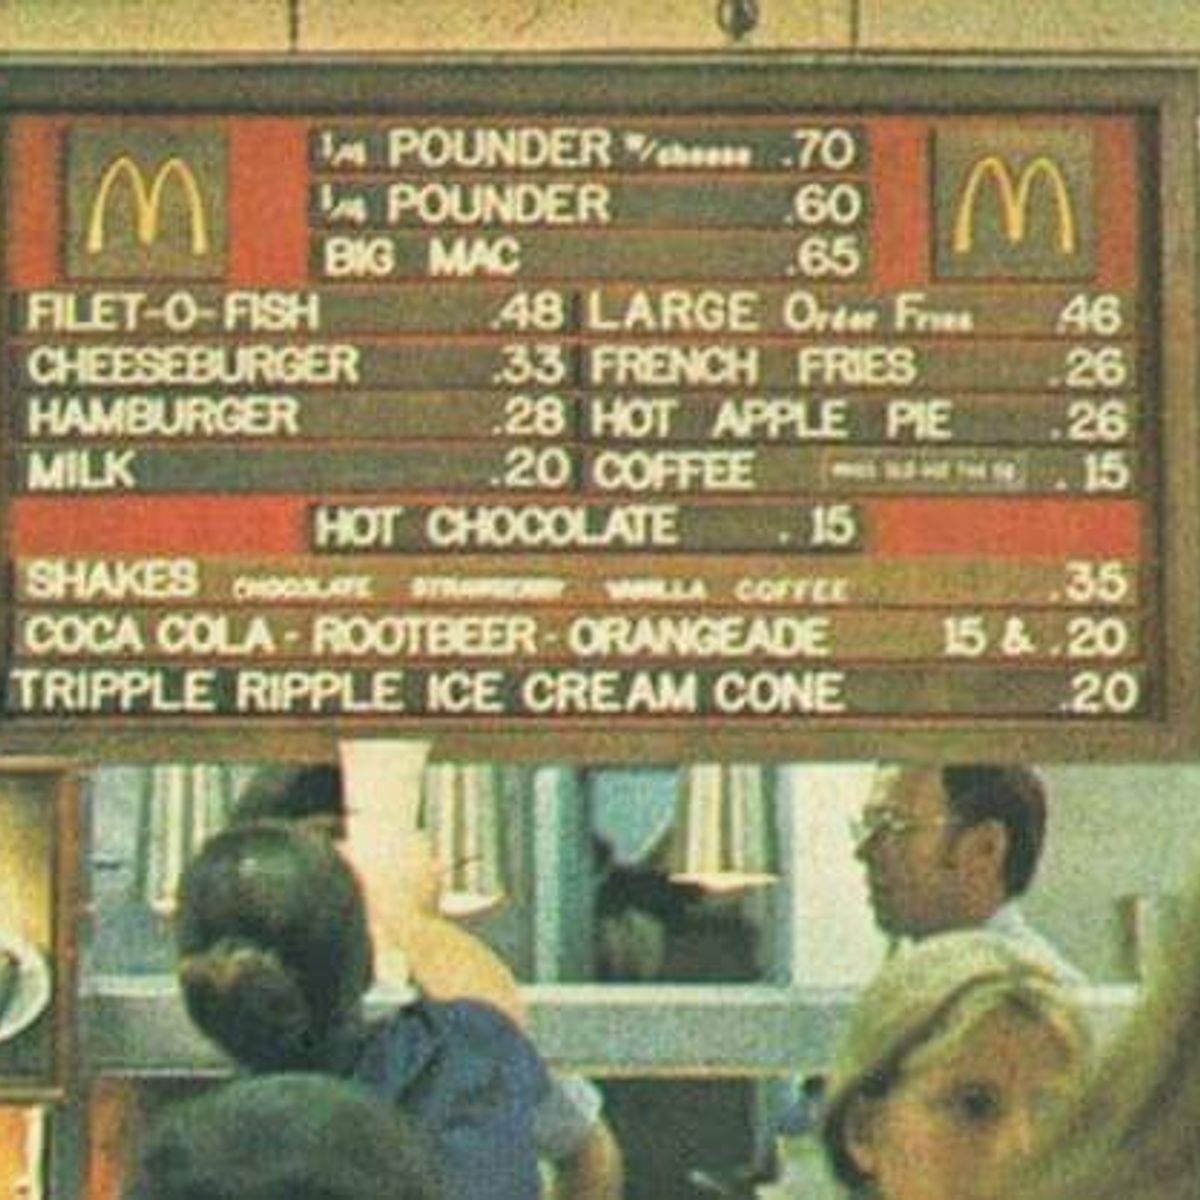 1/4 POUNDER w/cheese .70
1/4 POUNDER .60
BIG MAC .65
FILET-O-FISH .48
LARGE Order Fries .46
CHEESEBURGER .33
FRENCH FRIES .26
HAMBURGER .28
HOT APPLE PIE .26
MILK .20
COFFEE .15
HOT CHOCOLATE .15
SHAKES CHOCOLATE STRAWBERRY VANILLA COFFEE .35
COCA COLA - ROOTBEER - ORANGEADE 15 & .20
TRIPPLE RIPPLE ICE CREAM CONE .20